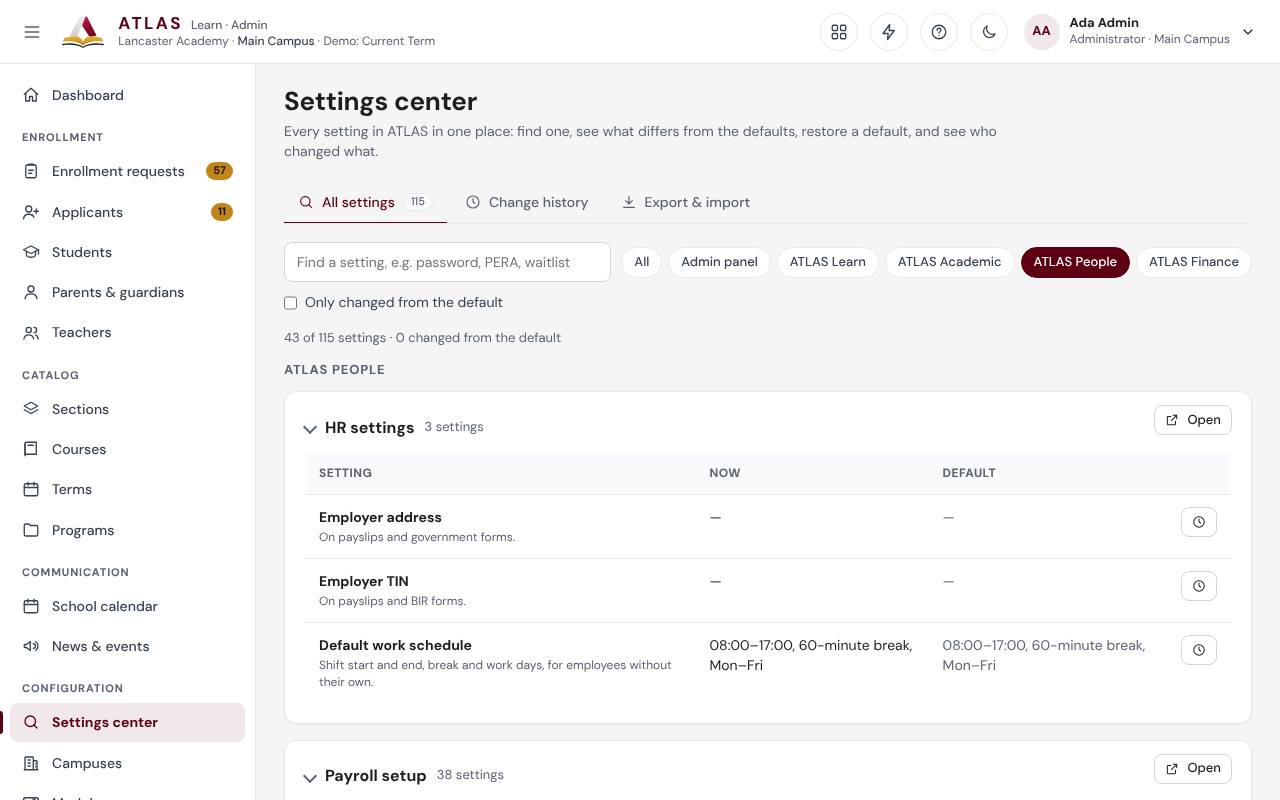 ATLAS Learn · Admin
Lancaster Academy · Main Campus · Demo: Current Term
AA
Ada Admin
Administrator · Main Campus
Dashboard
ENROLLMENT
Enrollment requests 57
Applicants 11
Students
Parents & guardians
Teachers
CATALOG
Sections
Courses
Terms
Programs
COMMUNICATION
School calendar
News & events
CONFIGURATION
Settings center
Campuses
Settings center
Every setting in ATLAS in one place: find one, see what differs from the defaults, restore a default, and see who
changed what.
All settings 115 Change history Export & import
Find a setting, e.g. password, PERA, waitlist
All Admin panel ATLAS Learn ATLAS Academic ATLAS People ATLAS Finance
Only changed from the default
43 of 115 settings · 0 changed from the default
ATLAS PEOPLE
HR settings 3 settings Open
SETTING NOW DEFAULT
Employer address — —
On payslips and government forms.
Employer TIN — —
On payslips and BIR forms.
Default work schedule 08:00–17:00, 60-minute break, 08:00–17:00, 60-minute break,
Shift start and end, break and work days, for employees without Mon–Fri Mon–Fri
their own.
Payroll setup 38 settings Open